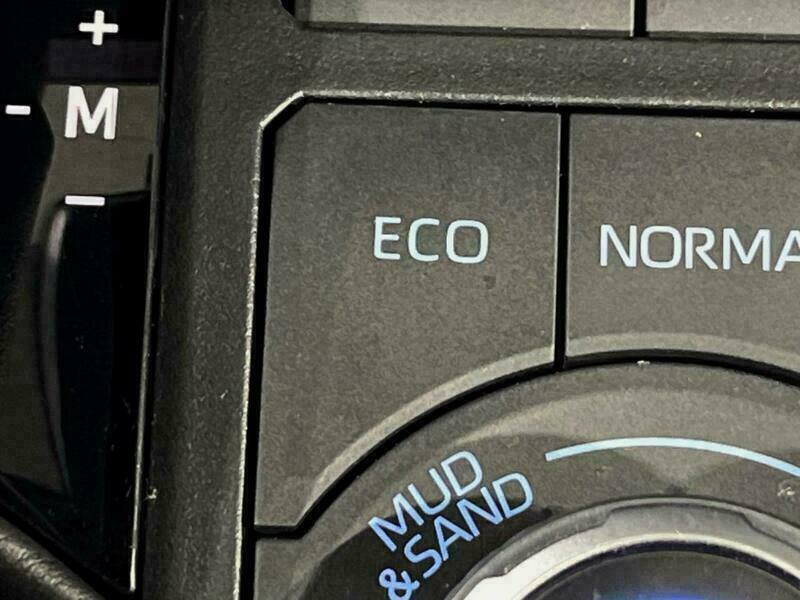 +
- M
-
ECO
NORMA
MUD
& SAND